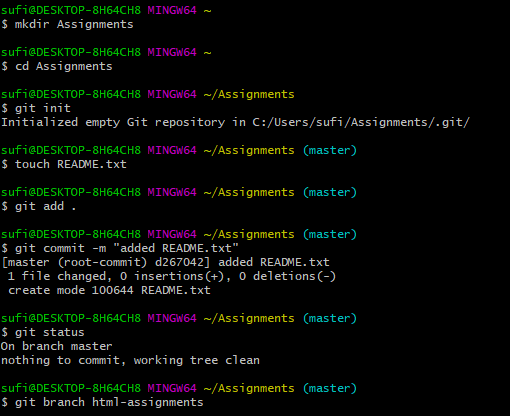 sufi@DESKTOP-8H64CH8 MINGW64 ~
$ mkdir Assignments
sufi@DESKTOP-8H64CH8 MINGW64 ~
$ cd Assignments
sufi@DESKTOP-8H64CH8 MINGW64 ~/Assignments
$ git init
Initialized empty Git repository in C:/Users/sufi/Assignments/.git/
sufi@DESKTOP-8H64CH8 MINGW64 ~/Assignments (master)
$ touch README.txt
sufi@DESKTOP-8H64CH8 MINGW64 ~/Assignments (master)
$ git add .
sufi@DESKTOP-8H64CH8 MINGW64 ~/Assignments (master)
$ git commit -m "added README.txt"
[master (root-commit) d267042] added README.txt
 1 file changed, 0 insertions(+), 0 deletions(-)
 create mode 100644 README.txt
sufi@DESKTOP-8H64CH8 MINGW64 ~/Assignments (master)
$ git status
On branch master
nothing to commit, working tree clean
sufi@DESKTOP-8H64CH8 MINGW64 ~/Assignments (master)
$ git branch html-assignments